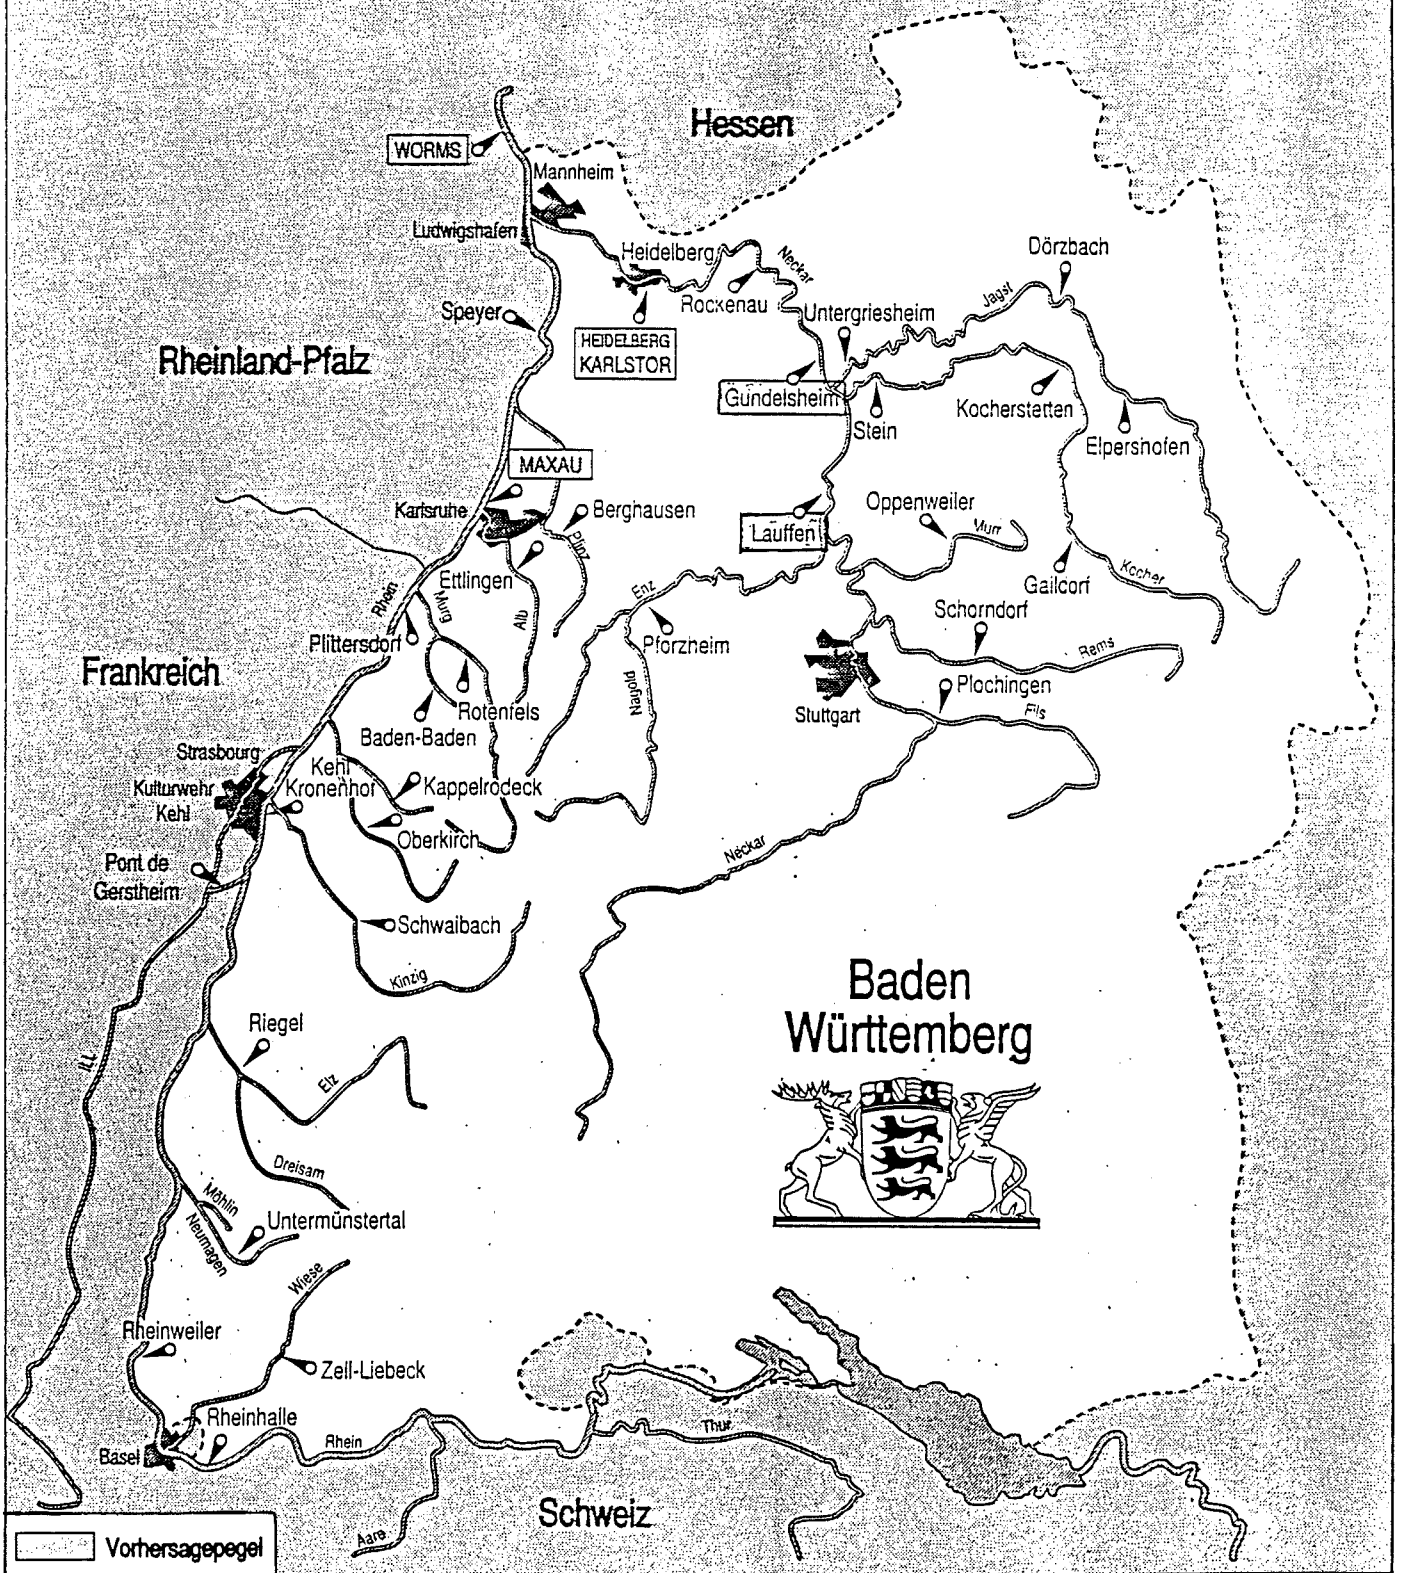 Hessen
WORMS
Mannheim
Ludwigshafen
Heidelberg
Neckar
Dörzbach
Rockenau
Jagst
Speyer
Untergriesheim
HEIDELBERG
KARLSTOR
Rheinland-Pfalz
Gundelsheim
Kocherstetten
Stein
Elpershofen
MAXAU
Karlsruhe
Berghausen
Oppenweiler
Murr
Lauffen
Pfinz
Ettlingen
Enz
Gaildorf
Kocher
Rhein
Murg
Alb
Schorndorf
Plittersdorf
Pforzheim
Rems
Frankreich
Nagold
Plochingen
Rotenfels
Stuttgart
Fils
Baden-Baden
Strasbourg
Kehl
Kronenhof
Kulturwehr
Kehl
Kappelrodeck
Oberkirch
Neckar
Pont de
Gerstheim
Schwaibach
Kinzig
Baden
Württemberg
Riegel
ILL
Elz
Dreisam
Möhlin
Neumagen
Untermünstertal
Wiese
Rheinweiler
Zell-Liebeck
Rheinhalle
Basel
Rhein
Thur
Schweiz
Aare
Vorhersagepegel